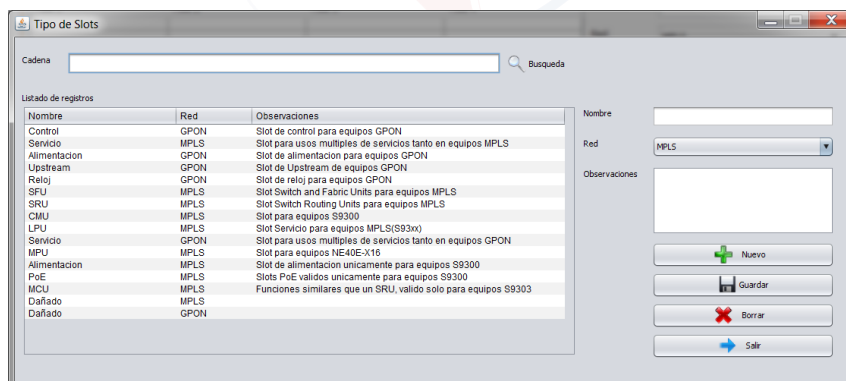 Tipo de Slots
Cadena Busqueda
Listado de registros
Nombre Red Observaciones
Control GPON Slot de control para equipos GPON
Servicio MPLS Slot para usos multiples de servicios tanto en equipos MPLS
Alimentacion GPON Slot de alimentacion para equipos GPON
Upstream GPON Slot de Upstream de equipos GPON
Reloj GPON Slot de reloj para equipos GPON
SFU MPLS Slot Switch and Fabric Units para equipos MPLS
SRU MPLS Slot Switch Routing Units para equipos MPLS
CMU MPLS Slot para equipos S9300
LPU MPLS Slot Servicio para equipos MPLS(S93xx)
Servicio GPON Slot para usos multiples de servicios tanto en equipos GPON
MPU MPLS Slot para equipos NE40E-X16
Alimentacion MPLS Slot de alimentacion unicamente para equipos S9300
PoE MPLS Slots PoE validos unicamente para equipos S9300
MCU MPLS Funciones similares que un SRU, valido solo para equipos S9303
Dañado MPLS
Dañado GPON
Nombre
Red MPLS
Observaciones
Nuevo
Guardar
Borrar
Salir